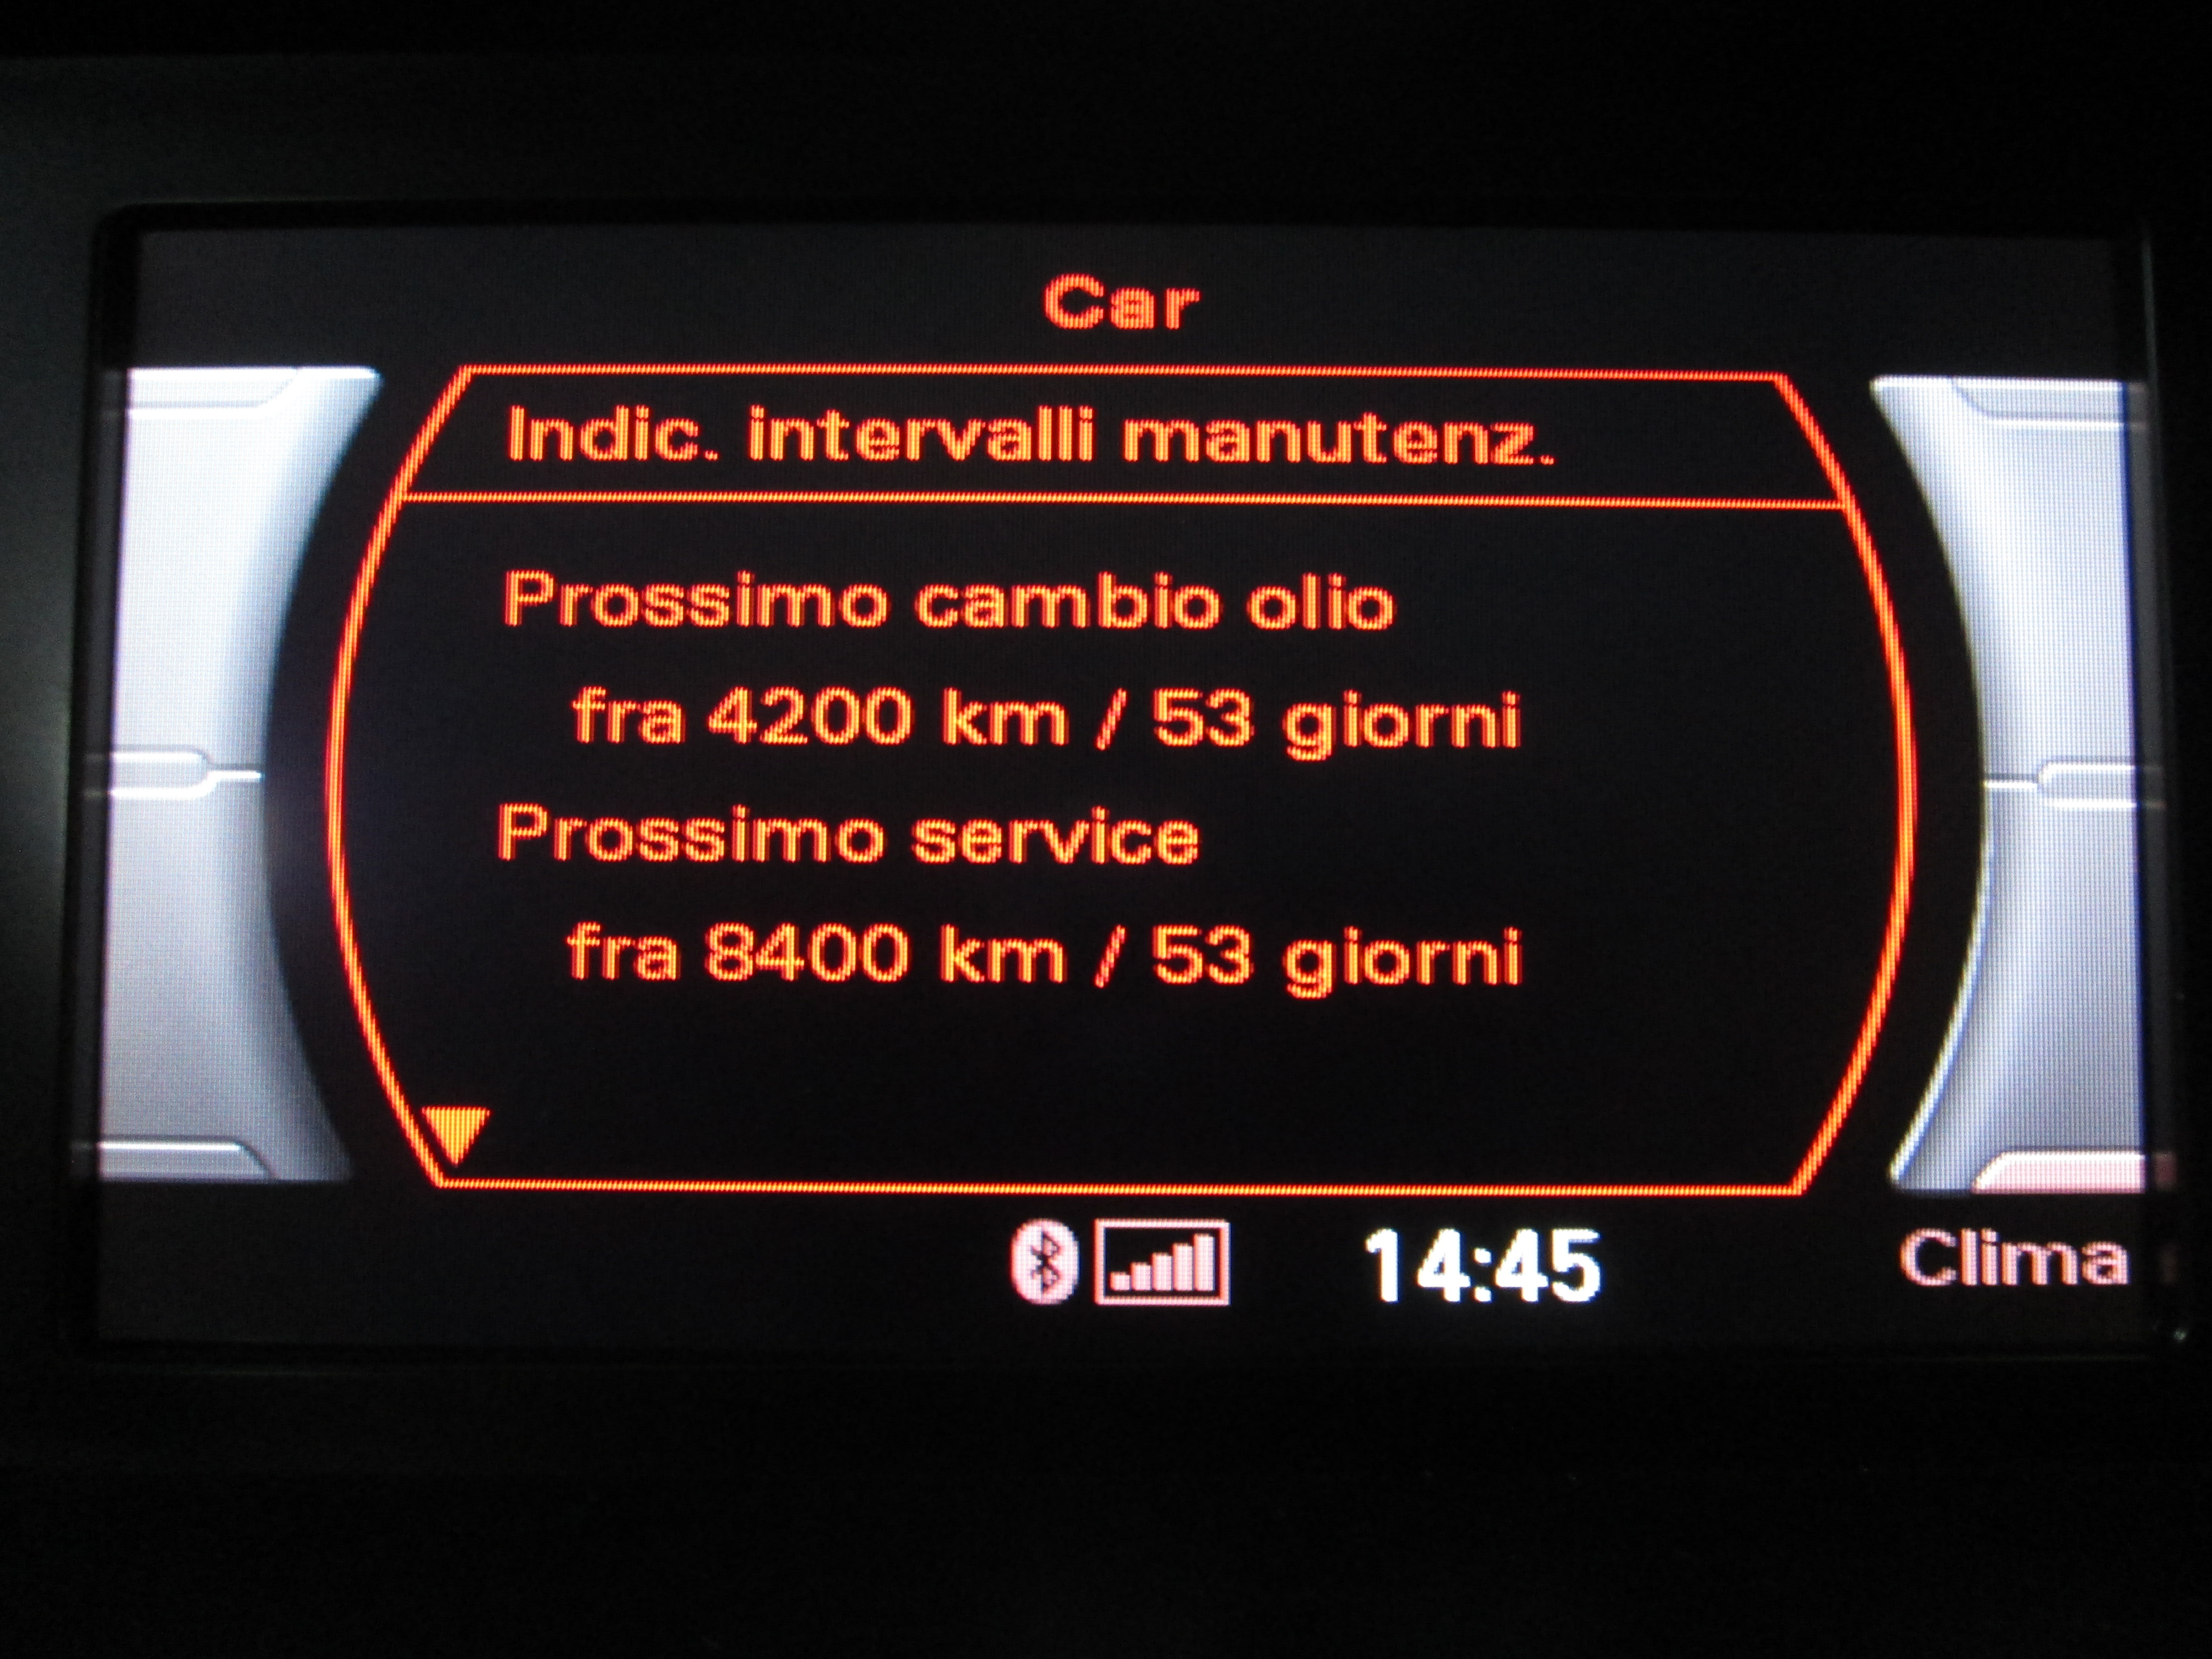 Car
Indic. intervalli manutenz.
Prossimo cambio olio
fra 4200 km / 53 giorni
Prossimo service
fra 8400 km / 53 giorni
14:45
Clima